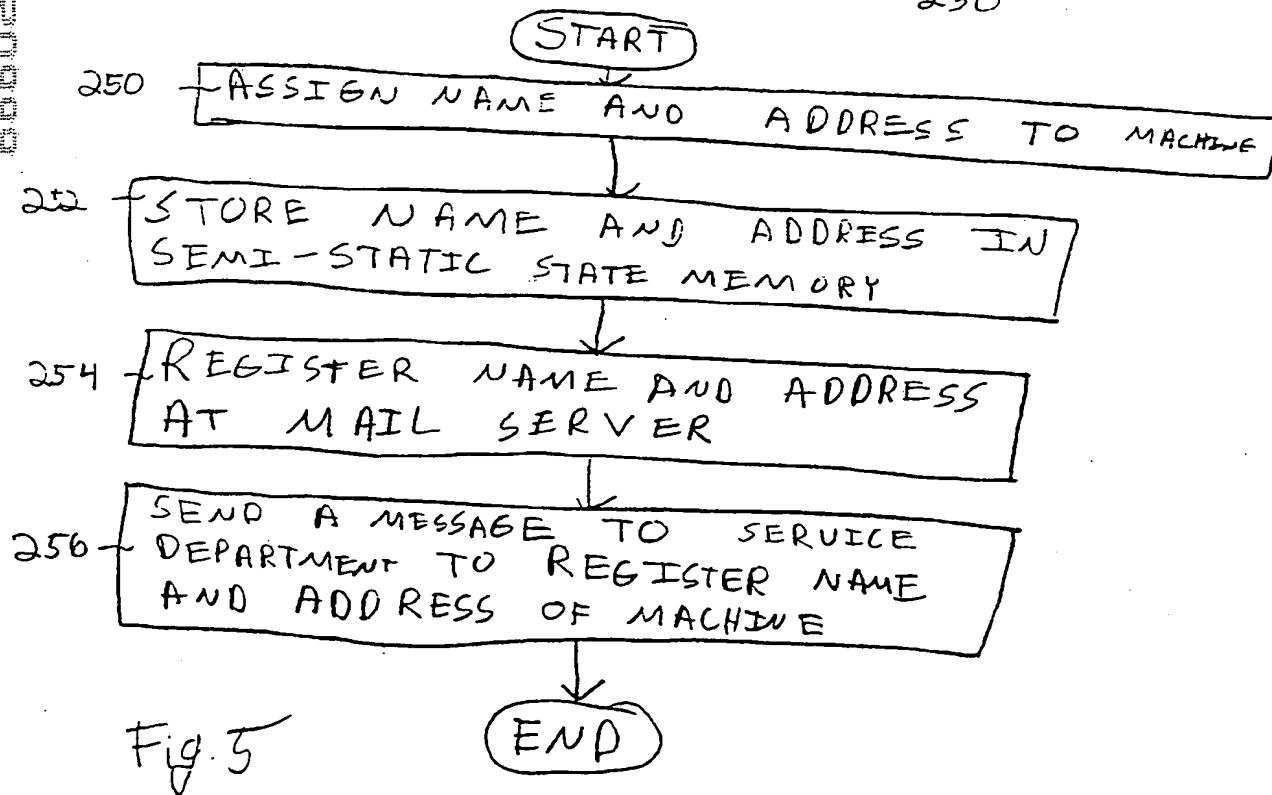 START
250 ASSIGN NAME AND ADDRESS TO MACHINE
252 STORE NAME AND ADDRESS IN
SEMI-STATIC STATE MEMORY
254 REGISTER NAME AND ADDRESS
AT MAIL SERVER
SEND A MESSAGE TO SERVICE
256 DEPARTMENT TO REGISTER NAME
AND ADDRESS OF MACHINE
END
Fig. 5